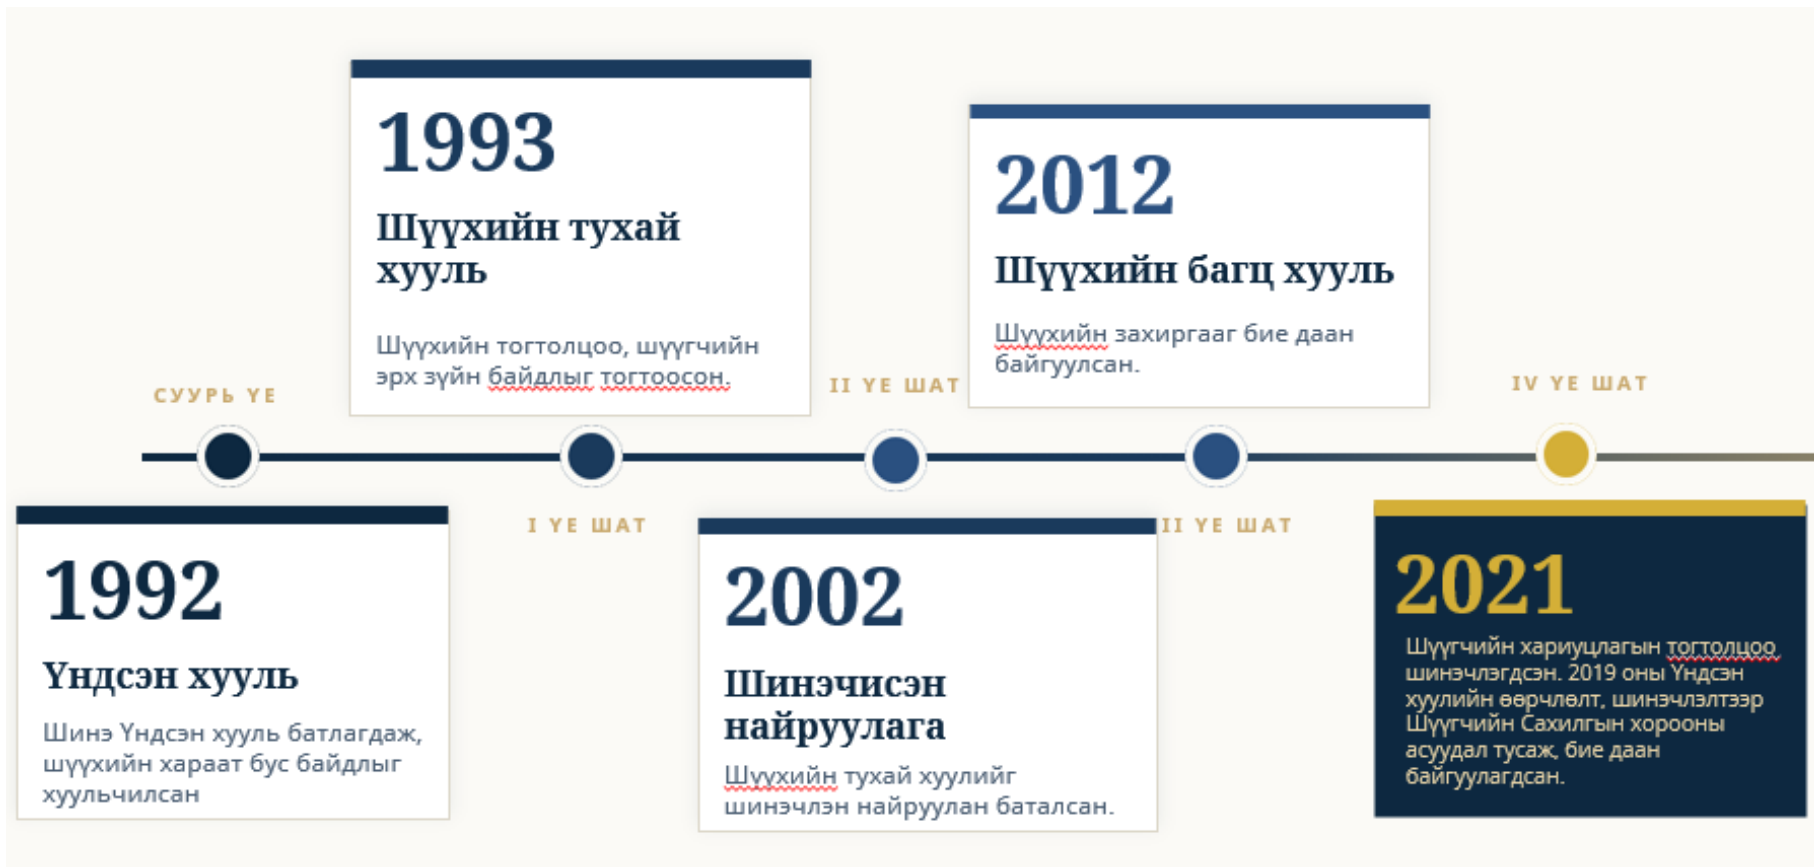 1993
Шүүхийн тухай
хууль
Шүүхийн тогтолцоо, шүүгчийн
эрх зүйн байдлыг тогтоосон.
2012
Шүүхийн багц хууль
Шүүхийн захиргааг бие даан
байгуулсан.
СУУРЬ ҮЕ
II ҮЕ ШАТ
IV ҮЕ ШАТ
I ҮЕ ШАТ
II ҮЕ ШАТ
1992
Үндсэн хууль
Шинэ Үндсэн хууль батлагдаж,
шүүхийн хараат бус байдлыг
хуульчилсан
2002
Шинэчисэн
найруулага
Шүүхийн тухай хуулийг
шинэчлэн найруулан баталсан.
2021
Шүүгчийн хариуцлагын тогтолцоо
шинэчлэгдсэн. 2019 оны Үндсэн
хуулийн өөрчлөлт, шинэчлэлтээр
Шүүгчийн Сахилгын хорооны
асуудал тусаж, бие даан
байгуулагдсан.